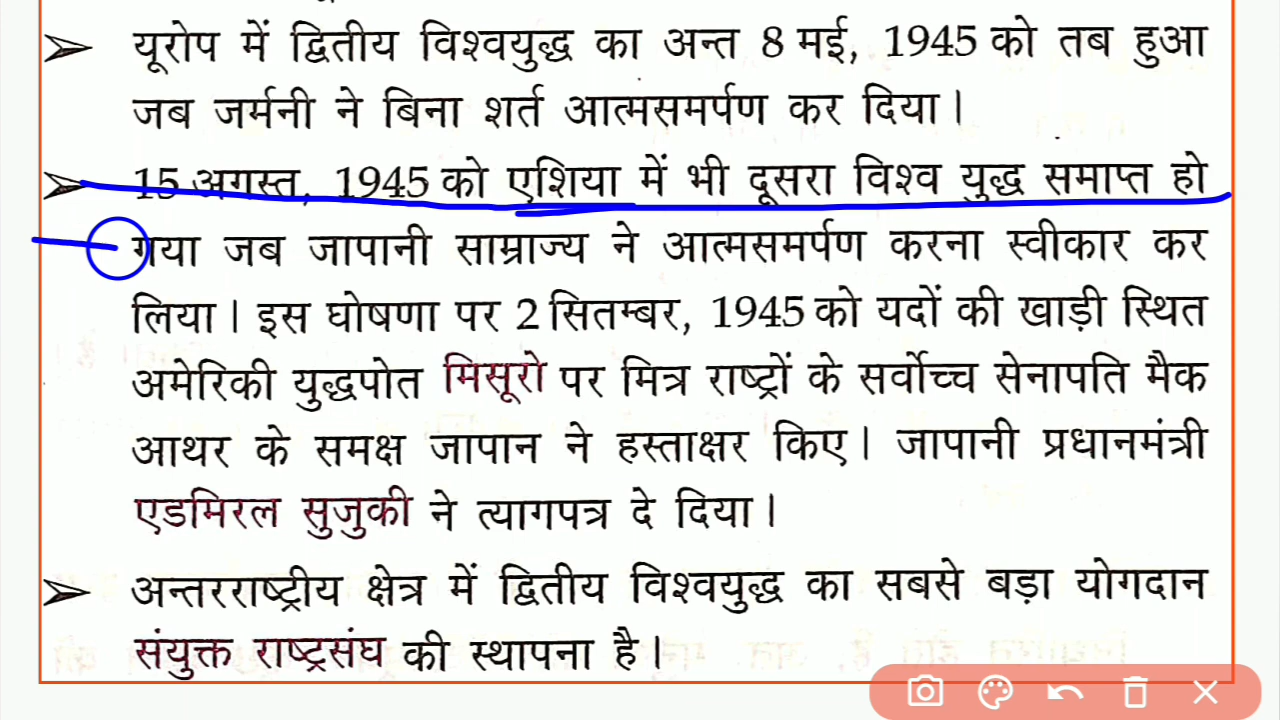 ➢ यूरोप में द्वितीय विश्वयुद्ध का अन्त 8 मई, 1945 को तब हुआ
जब जर्मनी ने बिना शर्त आत्मसमर्पण कर दिया।
➢ 15 अगस्त, 1945 को एशिया में भी दूसरा विश्व युद्ध समाप्त हो
गया जब जापानी साम्राज्य ने आत्मसमर्पण करना स्वीकार कर
लिया। इस घोषणा पर 2 सितम्बर, 1945 को यदों की खाड़ी स्थित
अमेरिकी युद्धपोत मिसूरो पर मित्र राष्ट्रों के सर्वोच्च सेनापति मैक
आथर के समक्ष जापान ने हस्ताक्षर किए। जापानी प्रधानमंत्री
एडमिरल सुजुकी ने त्यागपत्र दे दिया।
➢ अन्तरराष्ट्रीय क्षेत्र में द्वितीय विश्वयुद्ध का सबसे बड़ा योगदान
संयुक्त राष्ट्रसंघ की स्थापना है।